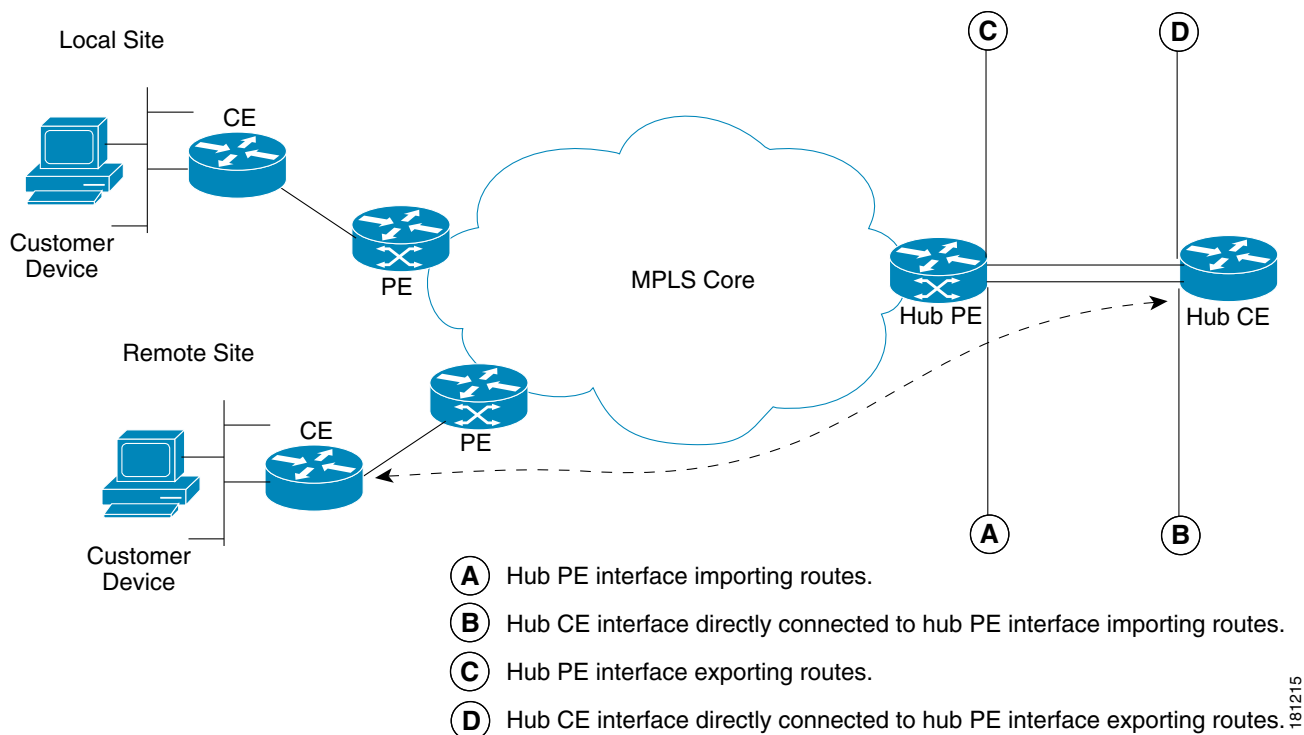 Local Site
C
D
CE
Customer
Device
PE
MPLS Core
Hub PE
Hub CE
Remote Site
CE
PE
Customer
Device
A
B
A Hub PE interface importing routes.
B Hub CE interface directly connected to hub PE interface importing routes.
C Hub PE interface exporting routes.
D Hub CE interface directly connected to hub PE interface exporting routes.
181215